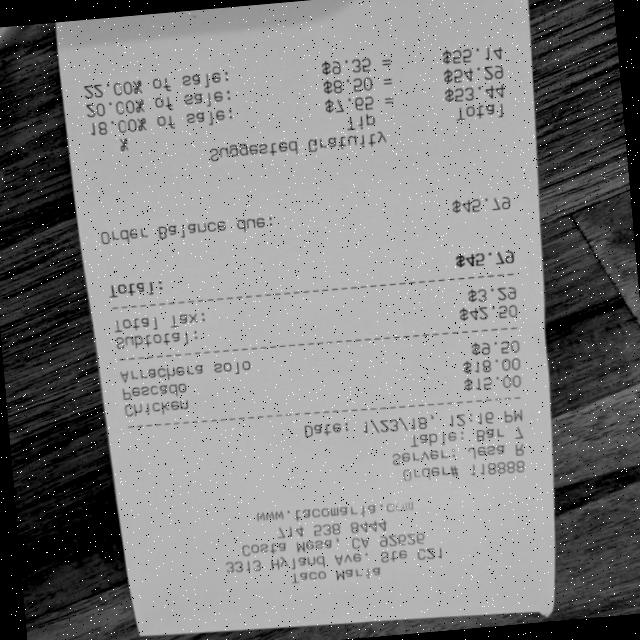 Taco Maria
3313 Hyland Ave. Ste C21
Costa Mesa, CA 92626
714 538 8444
www.tacomaria.com
Order# 118888
Server: Jesa R
Table: Bar 7
Date: 1/23/18, 12:16 PM
Chicken $15.00
Pescado $18.00
Arrachera solo $9.50
Subtotal: $42.50
Total Tax: $3.29
Total: $45.79
Order Balance due: $45.79
Suggested Gratuity
% Tip Total
18.00% of sale: $7.65 = $53.44
20.00% of sale: $8.50 = $54.29
22.00% of sale: $9.35 = $55.14